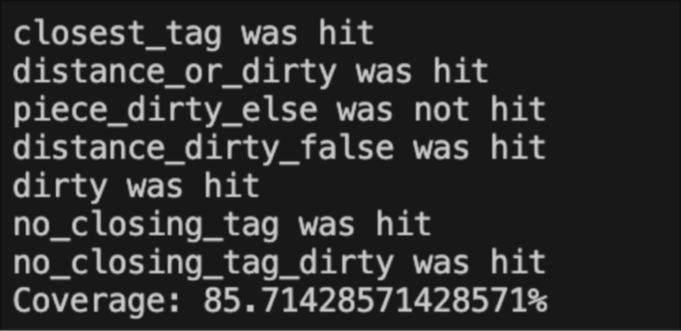 closest_tag was hit
distance_or_dirty was hit
piece_dirty_else was not hit
distance_dirty_false was hit
dirty was hit
no_closing_tag was hit
no_closing_tag_dirty was hit
Coverage: 85.71428571428571%